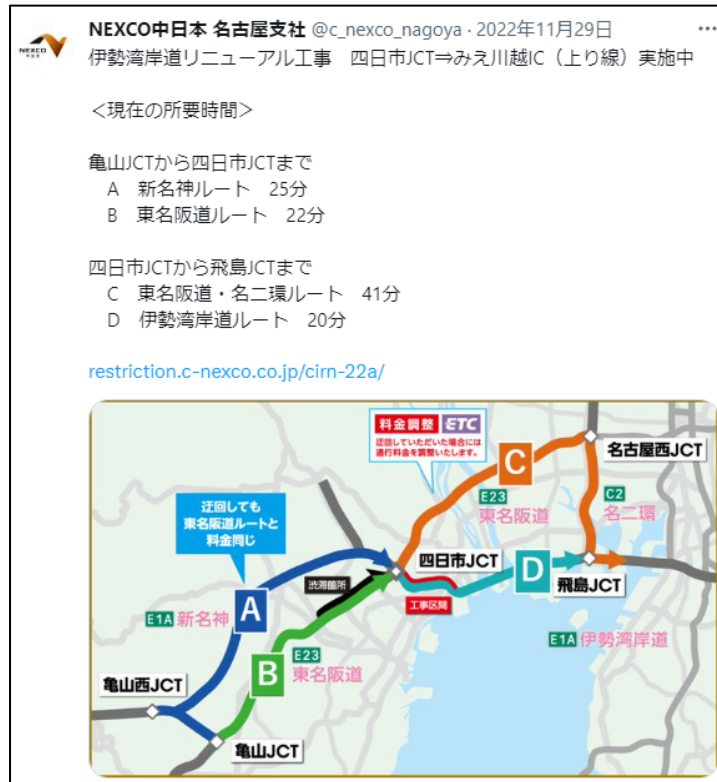 NEXCO中日本 名古屋支社 @c_nexco_nagoya · 2022年11月29日 ···
伊勢湾岸道リニューアル工事　四日市JCT⇒みえ川越IC（上り線）実施中
＜現在の所要時間＞
亀山JCTから四日市JCTまで
A　新名神ルート　25分
B　東名阪道ルート　22分
四日市JCTから飛島JCTまで
C　東名阪道・名二環ルート　41分
D　伊勢湾岸道ルート　20分
restriction.c-nexco.co.jp/cirn-22a/
料金調整 ETC
迂回していただいた場合には
通行料金を調整いたします。
C
名古屋西JCT
E23
東名阪道
C2
名二環
迂回しても
東名阪道ルートと
料金同じ
四日市JCT
D
飛島JCT
渋滞箇所
工事区間
A
E1A 新名神
E1A 伊勢湾岸道
B
E23
東名阪道
亀山西JCT
亀山JCT
NEXCO
中日本